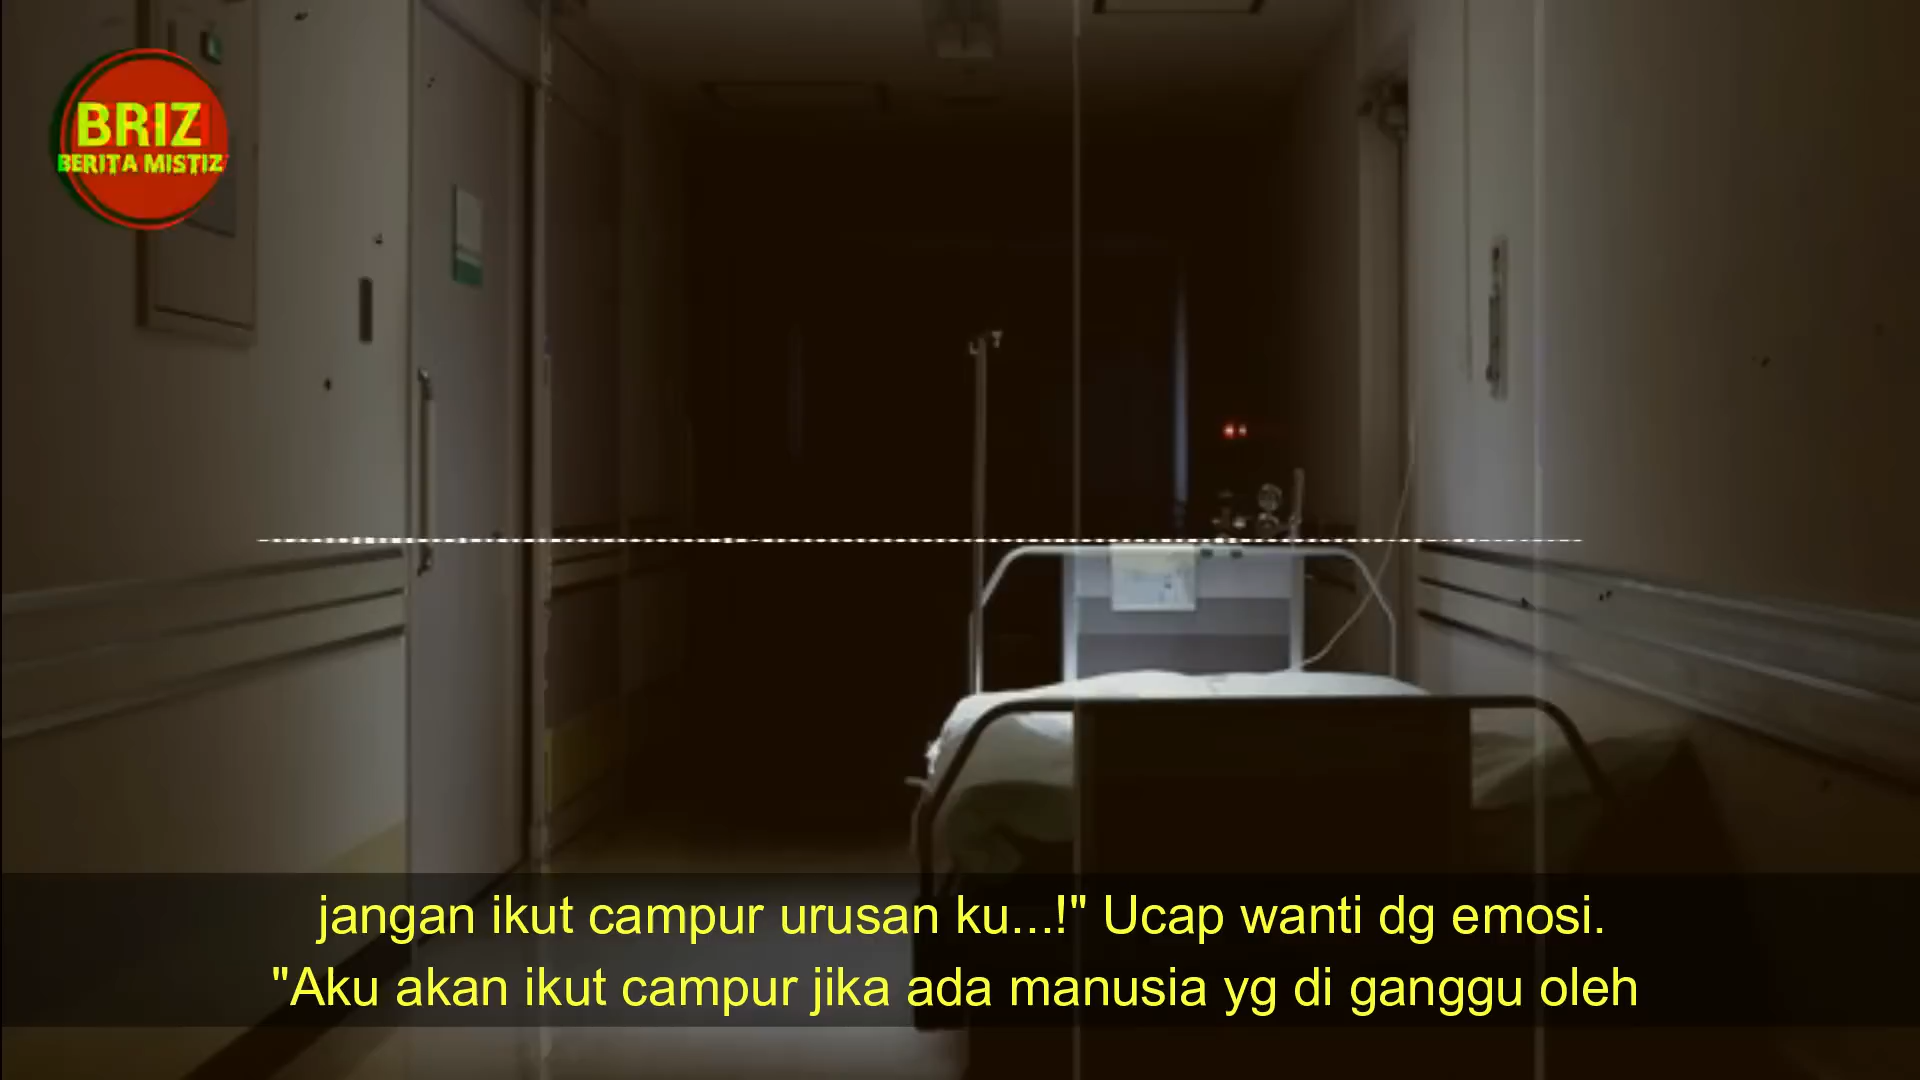 BRIZ
BERITA MISTIZ
jangan ikut campur urusan ku...!" Ucap wanti dg emosi.
"Aku akan ikut campur jika ada manusia yg di ganggu oleh